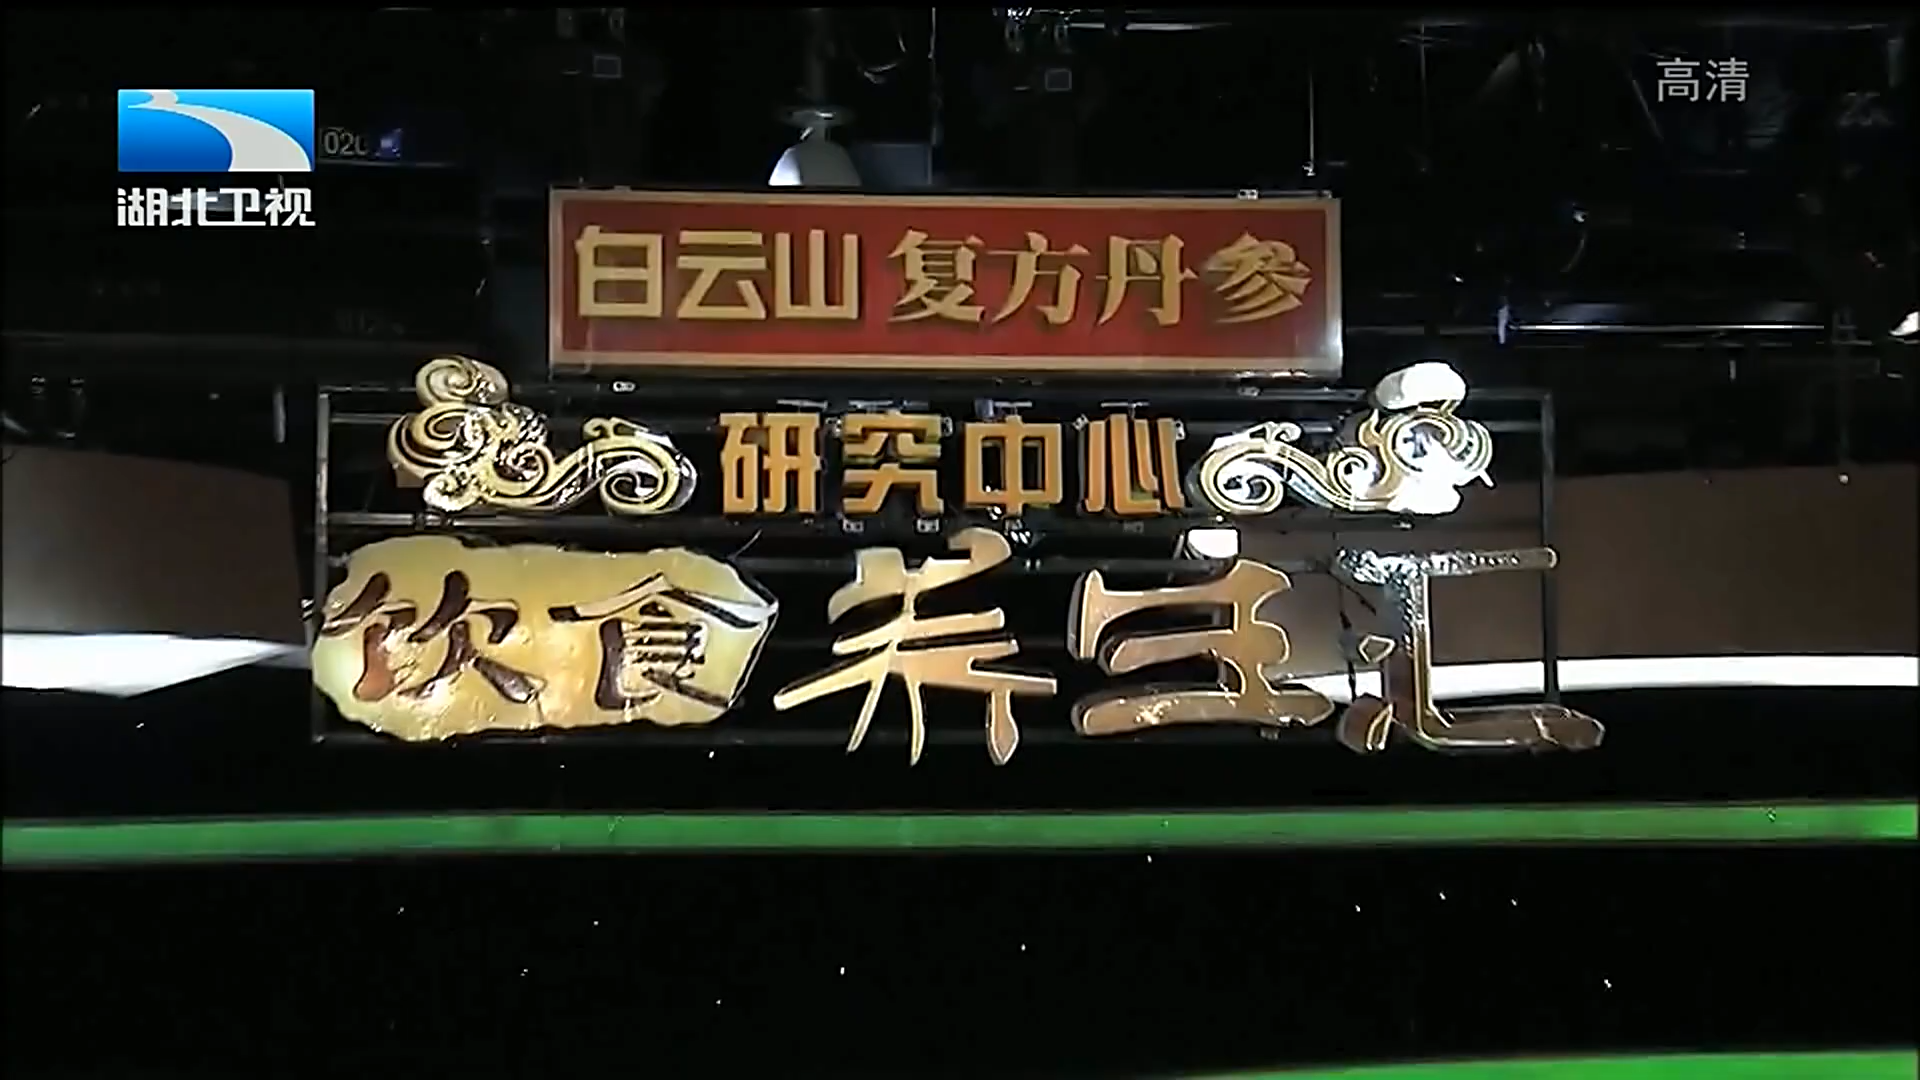 高清
湖北卫视
白云山 复方丹参
研究中心
饮食养生汇